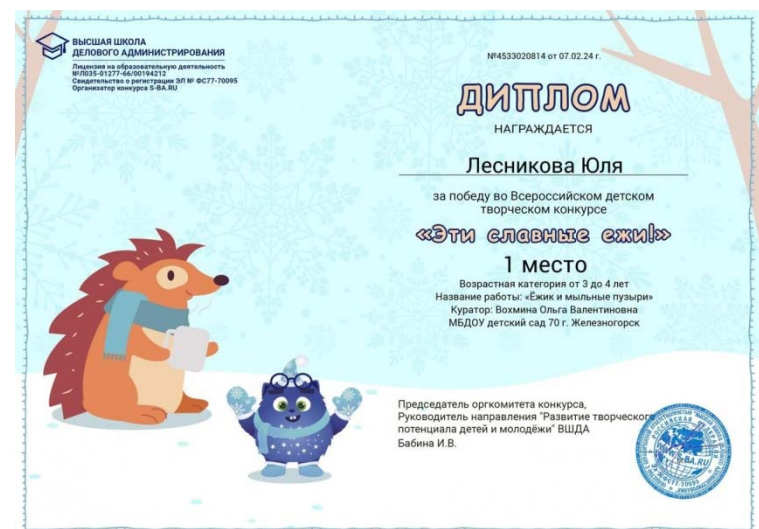 ВЫСШАЯ ШКОЛА
ДЕЛОВОГО АДМИНИСТРИРОВАНИЯ
Лицензия на образовательную деятельность
№Л035-01277-66/00194212
Свидетельство о регистрации ЭЛ № ФС77-70095
Организатор конкурса S-BA.RU
№4533020814 от 07.02.24 г.
ДИПЛОМ
НАГРАЖДАЕТСЯ
Лесникова Юля
за победу во Всероссийском детском
творческом конкурсе
«Эти славные ежи!»
1 место
Возрастная категория от 3 до 4 лет
Название работы: «Ёжик и мыльные пузыри»
Куратор: Вохмина Ольга Валентиновна
МБДОУ детский сад 70 г. Железногорск
Председатель оргкомитета конкурса,
Руководитель направления "Развитие творческого
потенциала детей и молодёжи" ВШДА
Бабина И.В.